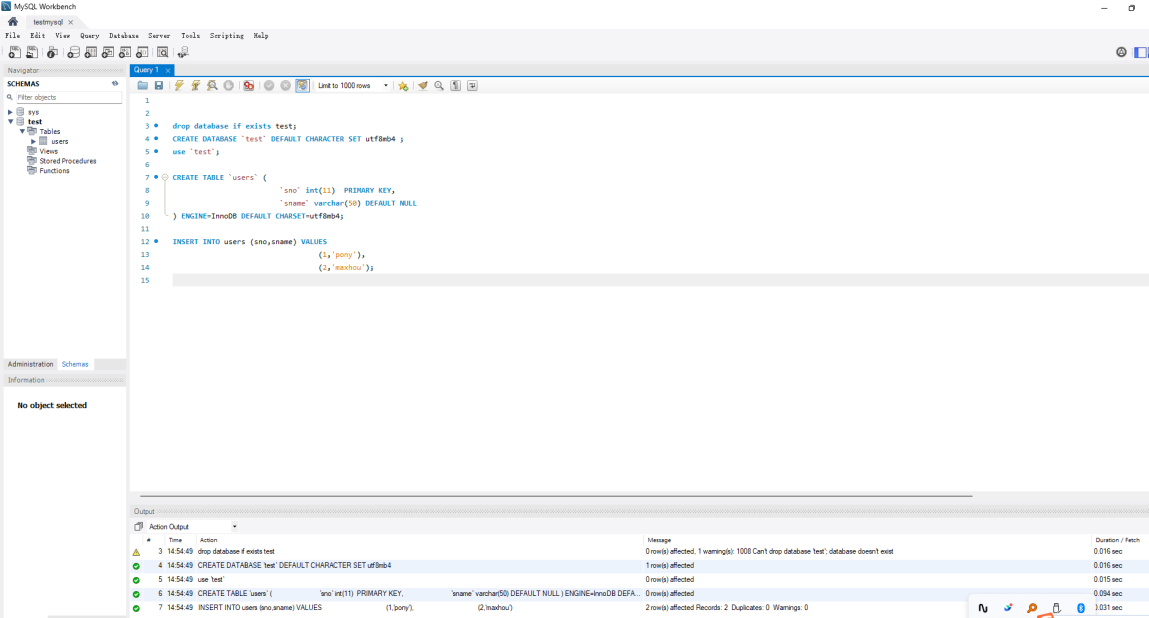 MySQL Workbench
testmysql ×
File Edit View Query Database Server Tools Scripting Help
Navigator
SCHEMAS
Filter objects
sys
test
Tables
users
Views
Stored Procedures
Functions
Administration Schemas
Information
No object selected
Query 1 ×
Limit to 1000 rows
1
2
3 drop database if exists test;
4 CREATE DATABASE `test` DEFAULT CHARACTER SET utf8mb4 ;
5 use `test`;
6
7 CREATE TABLE `users` (
8 `sno` int(11) PRIMARY KEY,
9 `sname` varchar(50) DEFAULT NULL
10 ) ENGINE=InnoDB DEFAULT CHARSET=utf8mb4;
11
12 INSERT INTO users (sno,sname) VALUES
13 (1,'pony'),
14 (2,'maxhou');
15
Output
Action Output
# Time Action Message Duration / Fetch
3 14:54:49 drop database if exists test 0 row(s) affected, 1 warning(s): 1008 Can't drop database 'test'; database doesn't exist 0.016 sec
4 14:54:49 CREATE DATABASE `test` DEFAULT CHARACTER SET utf8mb4 1 row(s) affected 0.016 sec
5 14:54:49 use `test` 0 row(s) affected 0.015 sec
6 14:54:49 CREATE TABLE `users` ( `sno` int(11) PRIMARY KEY, `sname` varchar(50) DEFAULT NULL ) ENGINE=InnoDB DEFA... 0 row(s) affected 0.094 sec
7 14:54:49 INSERT INTO users (sno,sname) VALUES (1,'pony'), (2,'maxhou') 2 row(s) affected Records: 2 Duplicates: 0 Warnings: 0 0.031 sec